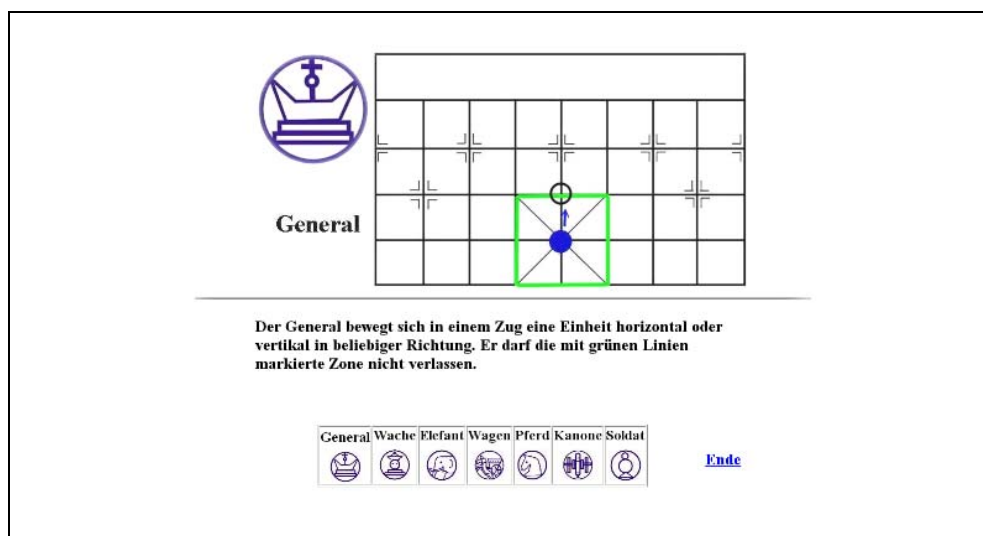 General
Der General bewegt sich in einem Zug eine Einheit horizontal oder
vertikal in beliebiger Richtung. Er darf die mit grünen Linien
markierte Zone nicht verlassen.
General Wache Elefant Wagen Pferd Kanone Soldat
Ende